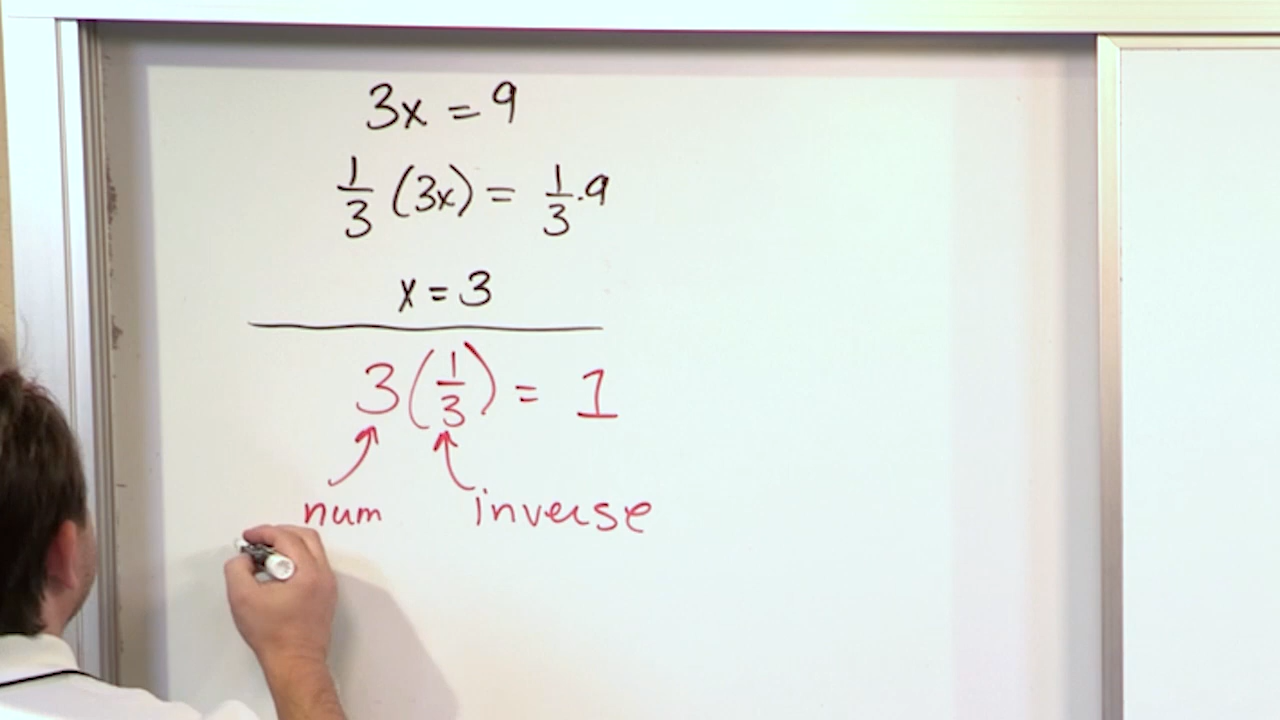 3x = 9
1/3 (3x) = 1/3 · 9
x = 3
3(1/3) = 1
num inverse